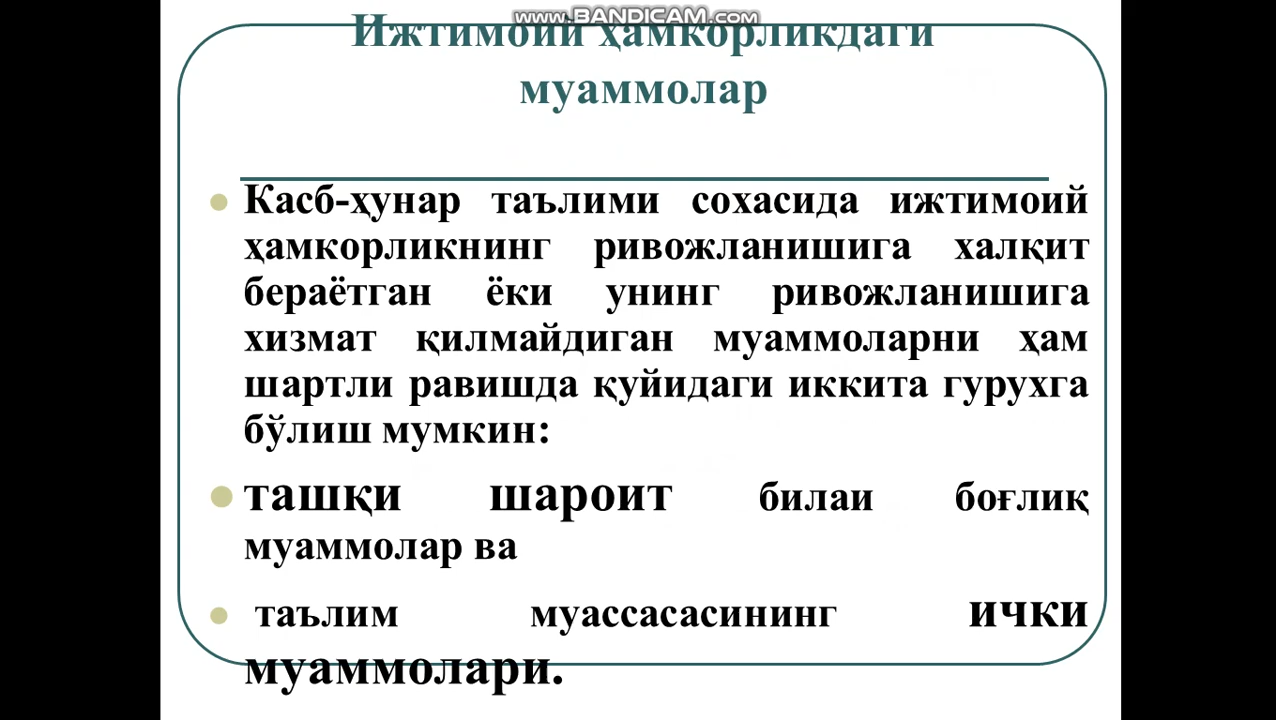 www.BANDICAM.com
Ижтимоий ҳамкорликдаги
муаммолар
Касб-ҳунар таълими сохасида ижтимоий
ҳамкорликнинг ривожланишига халқит
бераётган ёки унинг ривожланишига
хизмат қилмайдиган муаммоларни ҳам
шартли равишда қуйидаги иккита гурухга
бўлиш мумкин:
ташқи шароит билаи боғлиқ
муаммолар ва
таълим муассасасининг ички
муаммолари.